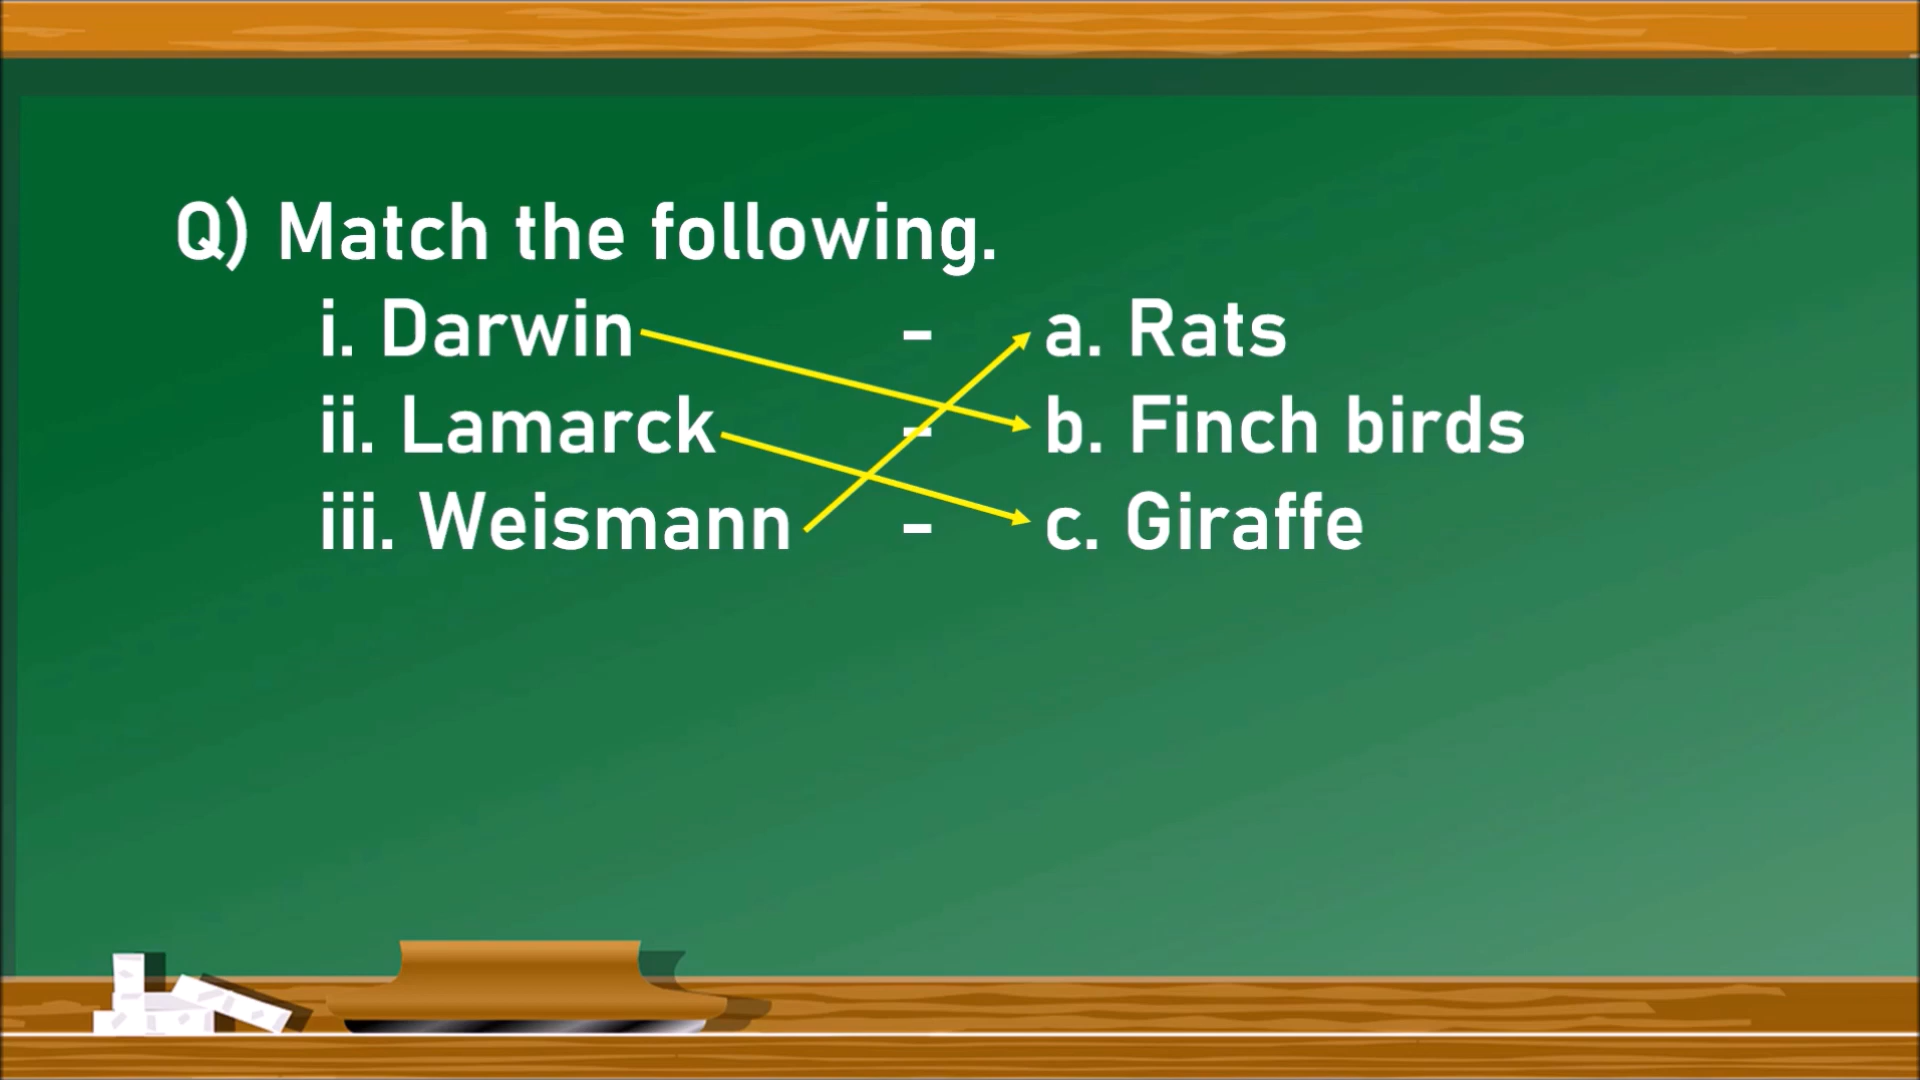 Q) Match the following.
i. Darwin - a. Rats
ii. Lamarck - b. Finch birds
iii. Weismann - c. Giraffe